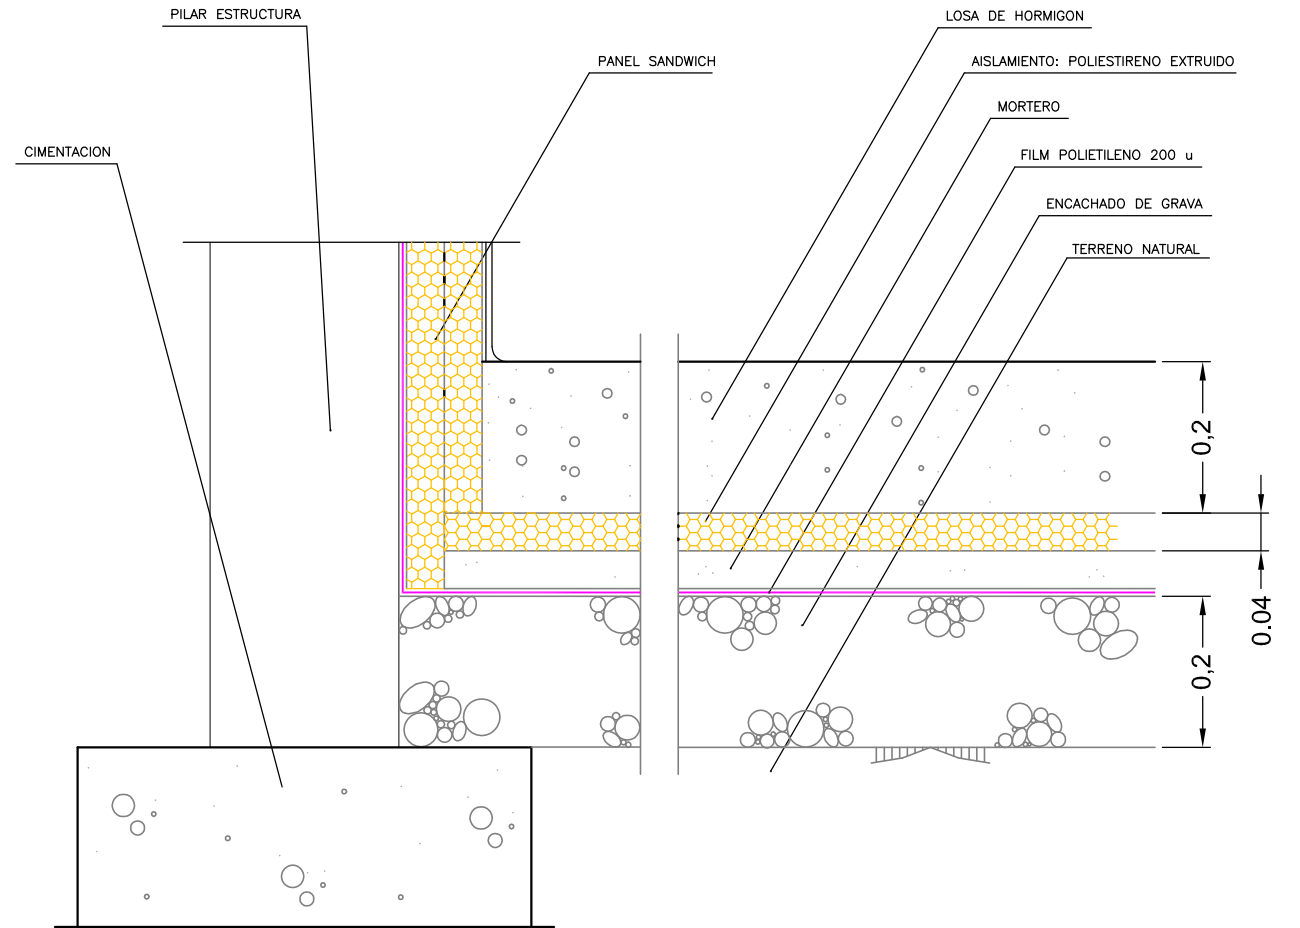 PILAR ESTRUCTURA
LOSA DE HORMIGON
PANEL SANDWICH
AISLAMIENTO: POLIESTIRENO EXTRUIDO
MORTERO
CIMENTACION
FILM POLIETILENO 200 u
ENCACHADO DE GRAVA
TERRENO NATURAL
0,2
0.04
0,2